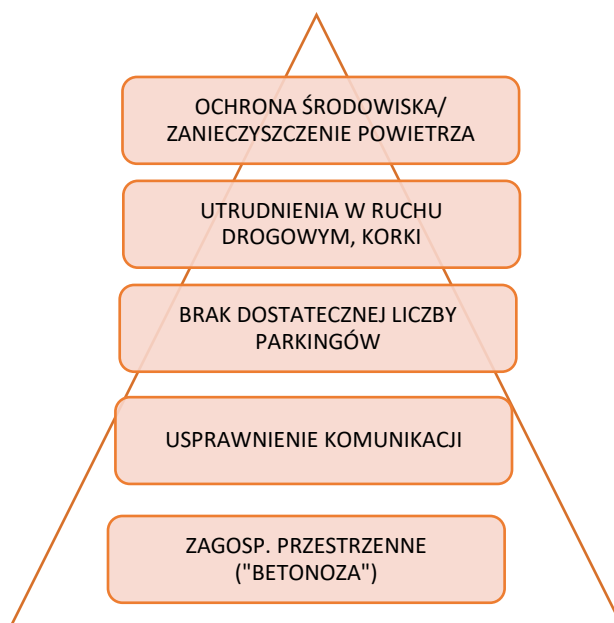 OCHRONA ŚRODOWISKA/
ZANIECZYSZCZENIE POWIETRZA
UTRUDNIENIA W RUCHU
DROGOWYM, KORKI
BRAK DOSTATECZNEJ LICZBY
PARKINGÓW
USPRAWNIENIE KOMUNIKACJI
ZAGOSP. PRZESTRZENNE
("BETONOZA")